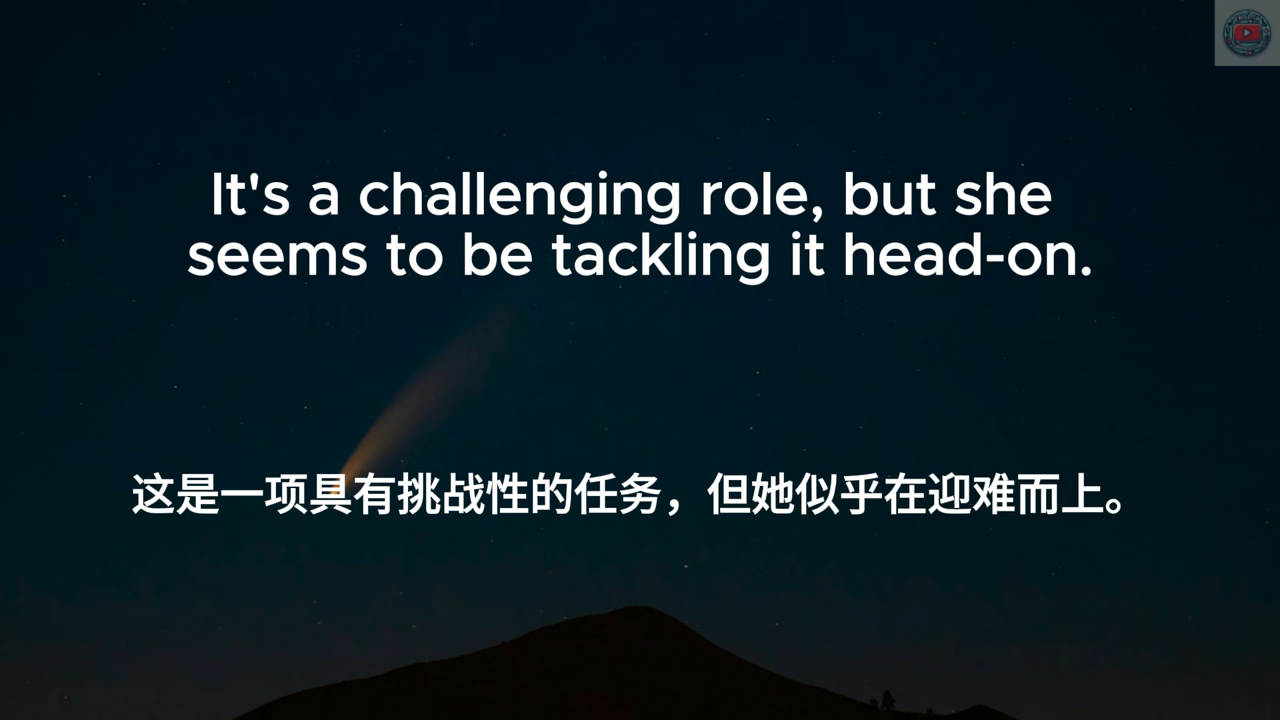 It's a challenging role, but she
seems to be tackling it head-on.
这是一项具有挑战性的任务，但她似乎在迎难而上。